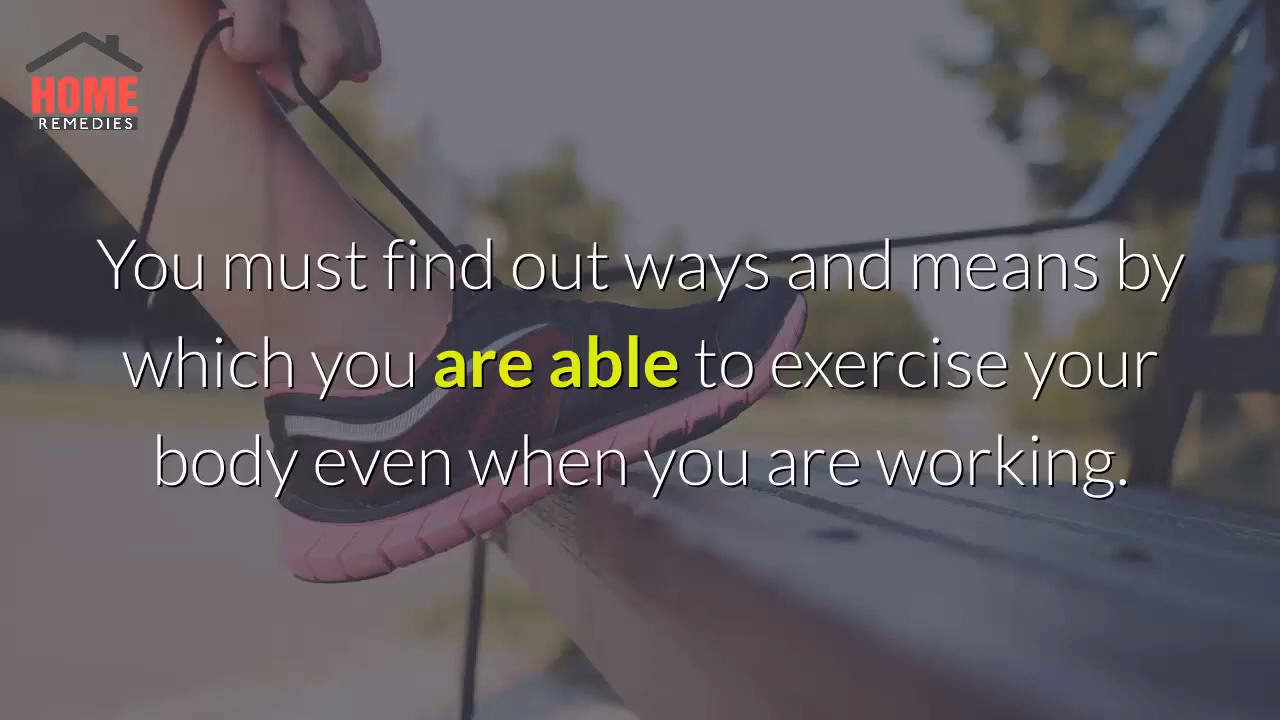 HOME
REMEDIES
You must find out ways and means by
which you are able to exercise your
body even when you are working.